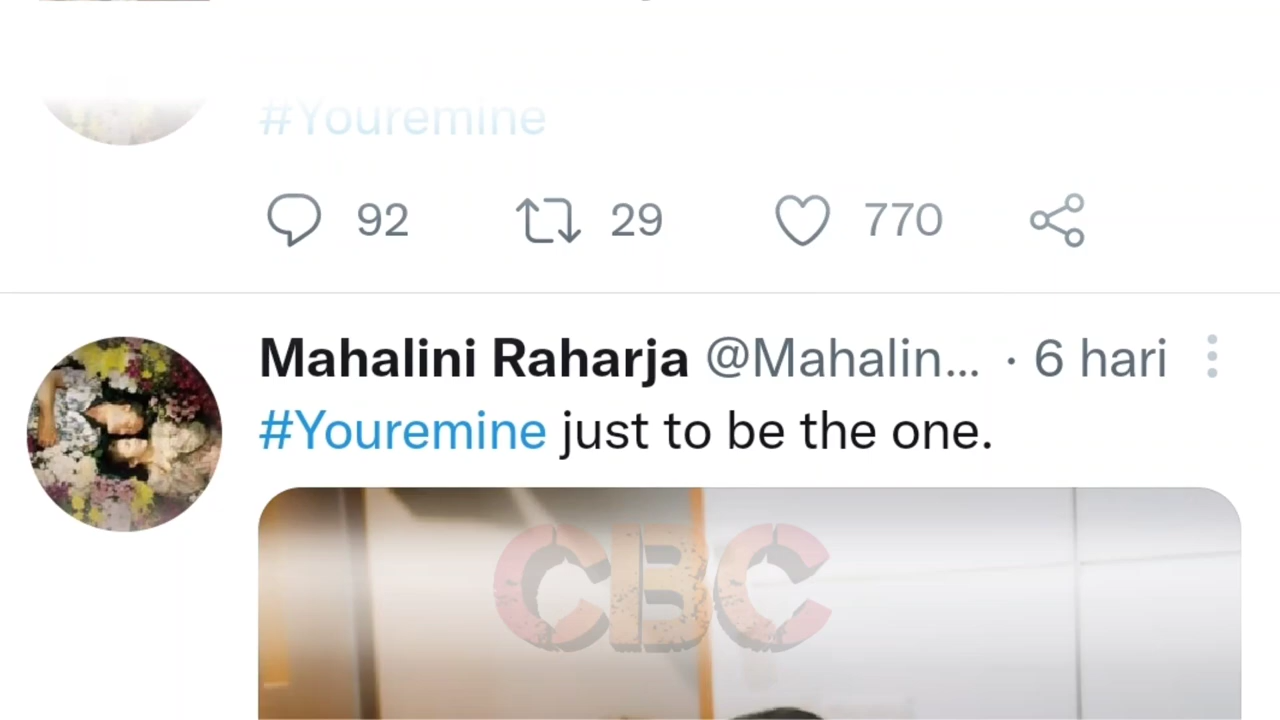 #Youremine
92 29 770
Mahalini Raharja @Mahalin... · 6 hari
#Youremine just to be the one.
CBC